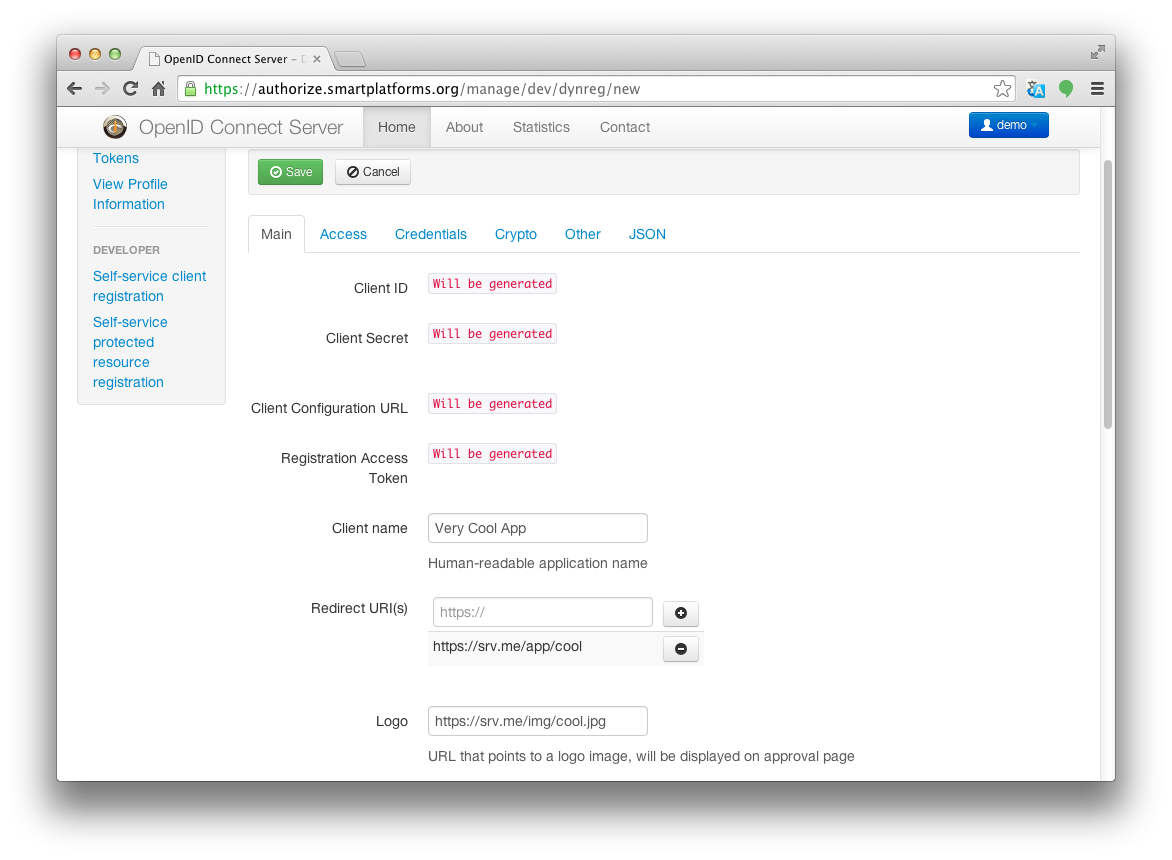 OpenID Connect Server –
https://authorize.smartplatforms.org/manage/dev/dynreg/new
OpenID Connect Server
Home
About
Statistics
Contact
demo
Tokens
View Profile
Information
DEVELOPER
Self-service client
registration
Self-service
protected
resource
registration
Save
Cancel
Main
Access
Credentials
Crypto
Other
JSON
Client ID
Will be generated
Client Secret
Will be generated
Client Configuration URL
Will be generated
Registration Access
Token
Will be generated
Client name
Very Cool App
Human-readable application name
Redirect URI(s)
https://
https://srv.me/app/cool
Logo
https://srv.me/img/cool.jpg
URL that points to a logo image, will be displayed on approval page